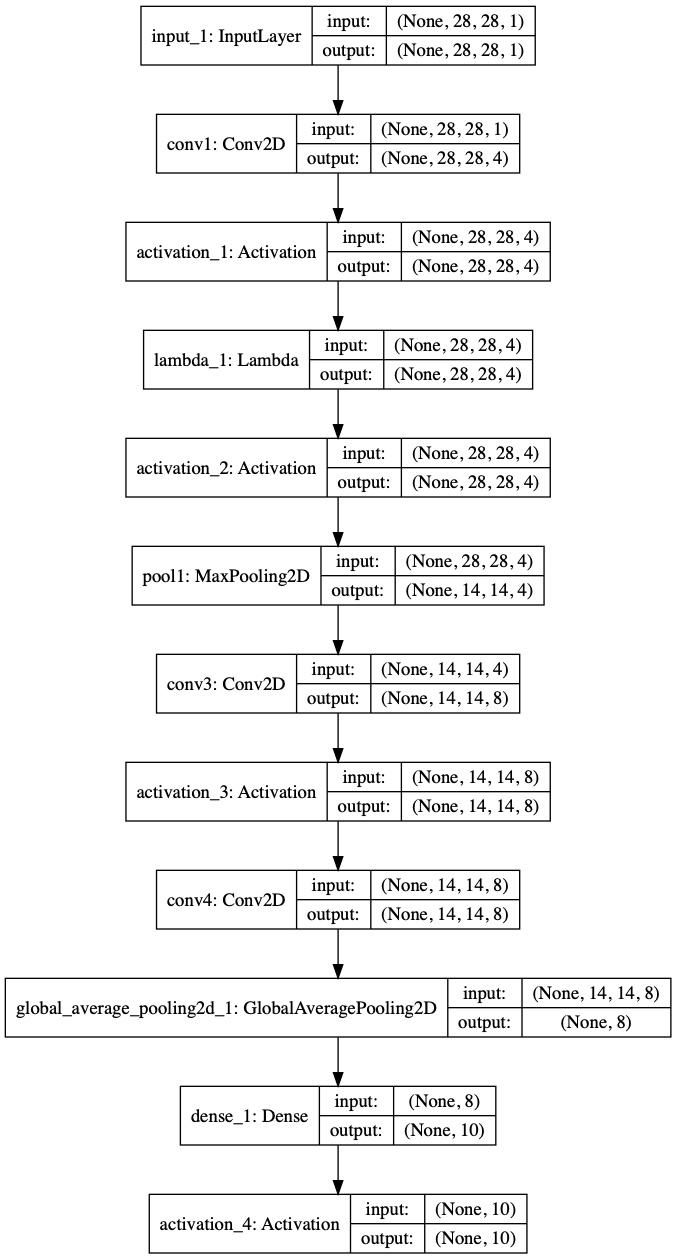 input_1: InputLayer
input: (None, 28, 28, 1)
output: (None, 28, 28, 1)
conv1: Conv2D
input: (None, 28, 28, 1)
output: (None, 28, 28, 4)
activation_1: Activation
input: (None, 28, 28, 4)
output: (None, 28, 28, 4)
lambda_1: Lambda
input: (None, 28, 28, 4)
output: (None, 28, 28, 4)
activation_2: Activation
input: (None, 28, 28, 4)
output: (None, 28, 28, 4)
pool1: MaxPooling2D
input: (None, 28, 28, 4)
output: (None, 14, 14, 4)
conv3: Conv2D
input: (None, 14, 14, 4)
output: (None, 14, 14, 8)
activation_3: Activation
input: (None, 14, 14, 8)
output: (None, 14, 14, 8)
conv4: Conv2D
input: (None, 14, 14, 8)
output: (None, 14, 14, 8)
global_average_pooling2d_1: GlobalAveragePooling2D
input: (None, 14, 14, 8)
output: (None, 8)
dense_1: Dense
input: (None, 8)
output: (None, 10)
activation_4: Activation
input: (None, 10)
output: (None, 10)